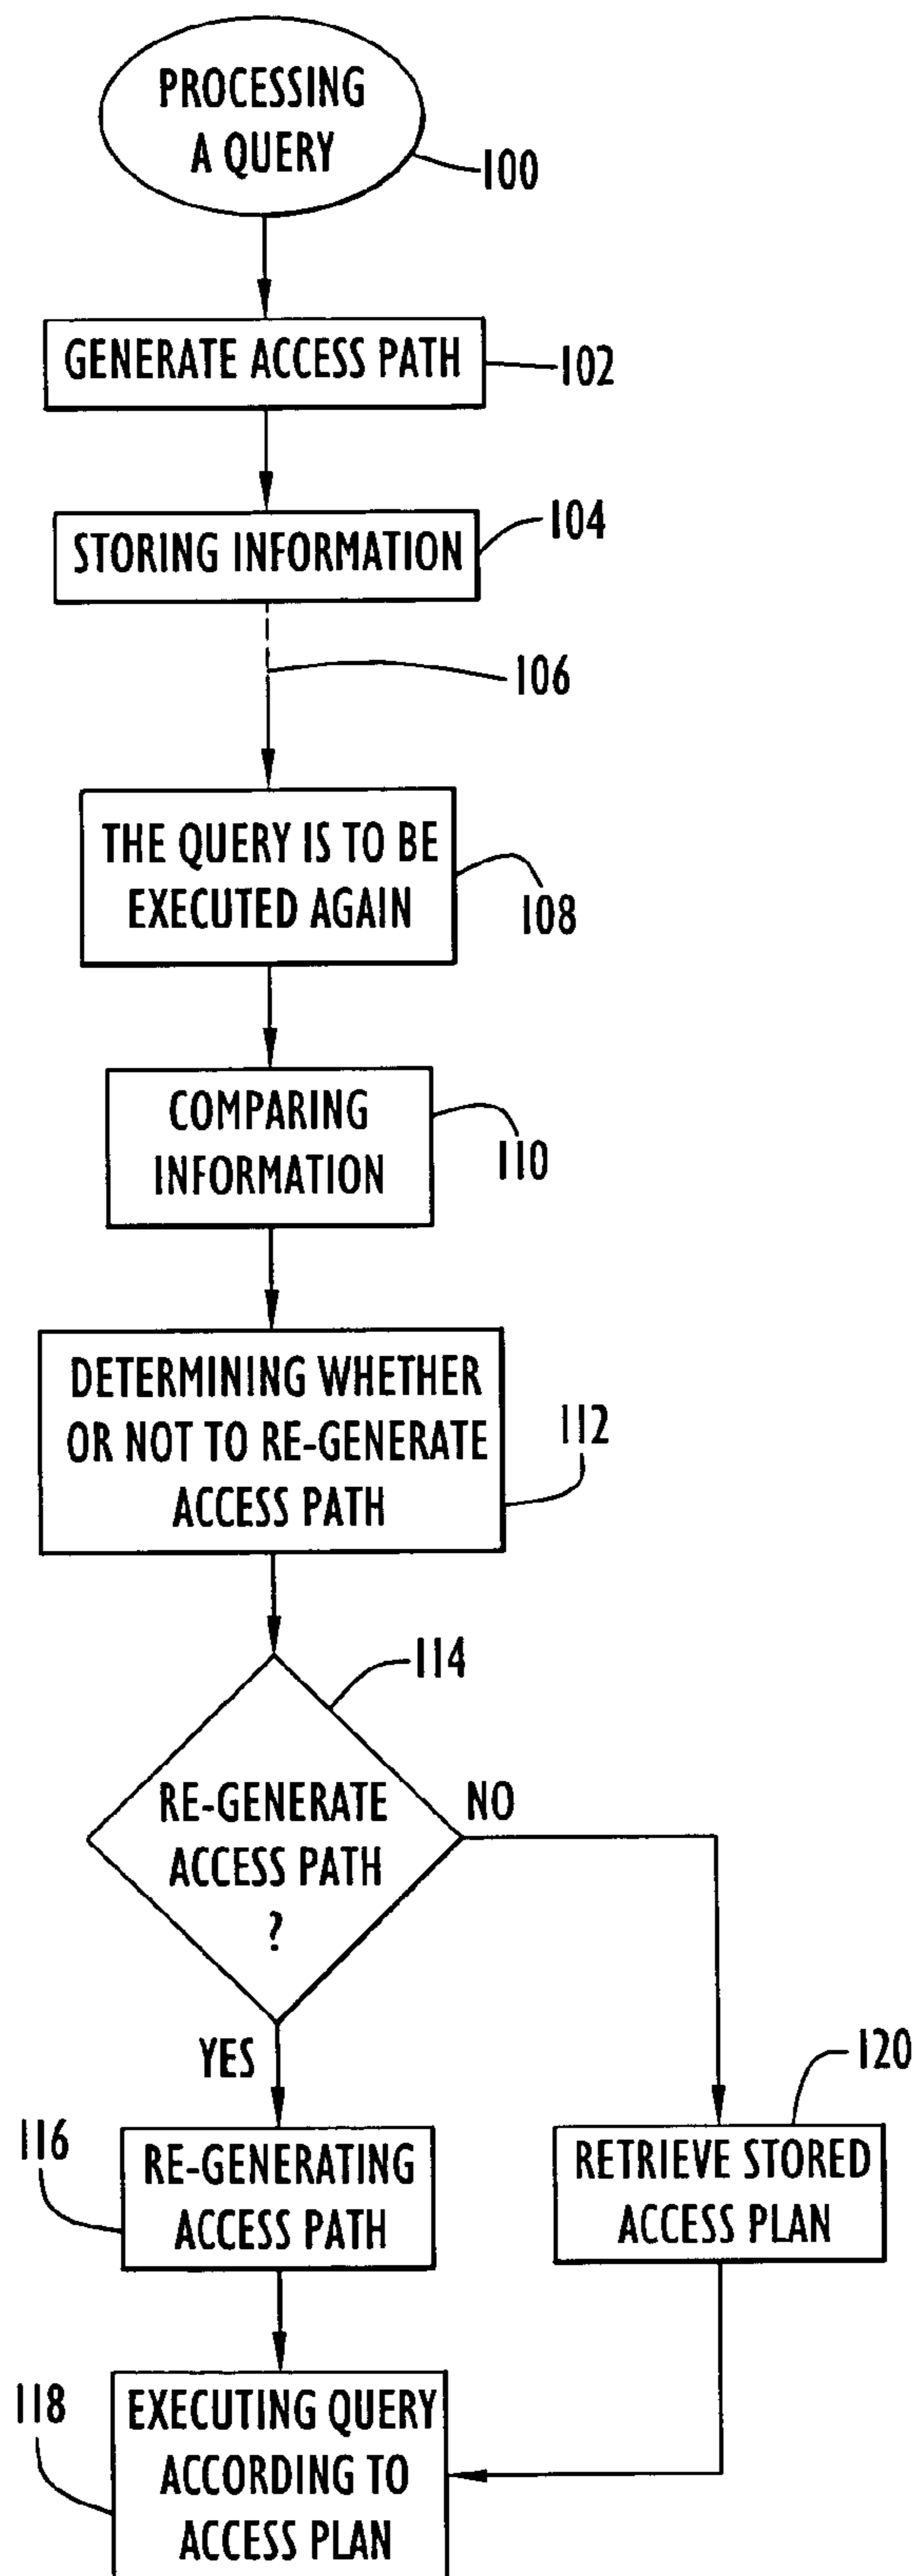 PROCESSING
A QUERY
100
GENERATE ACCESS PATH
102
STORING INFORMATION
104
106
THE QUERY IS TO BE
EXECUTED AGAIN
108
COMPARING
INFORMATION
110
DETERMINING WHETHER
OR NOT TO RE-GENERATE
ACCESS PATH
112
114
RE-GENERATE
ACCESS PATH
?
NO
YES
116
RE-GENERATING
ACCESS PATH
120
RETRIEVE STORED
ACCESS PLAN
118
EXECUTING QUERY
ACCORDING TO
ACCESS PLAN